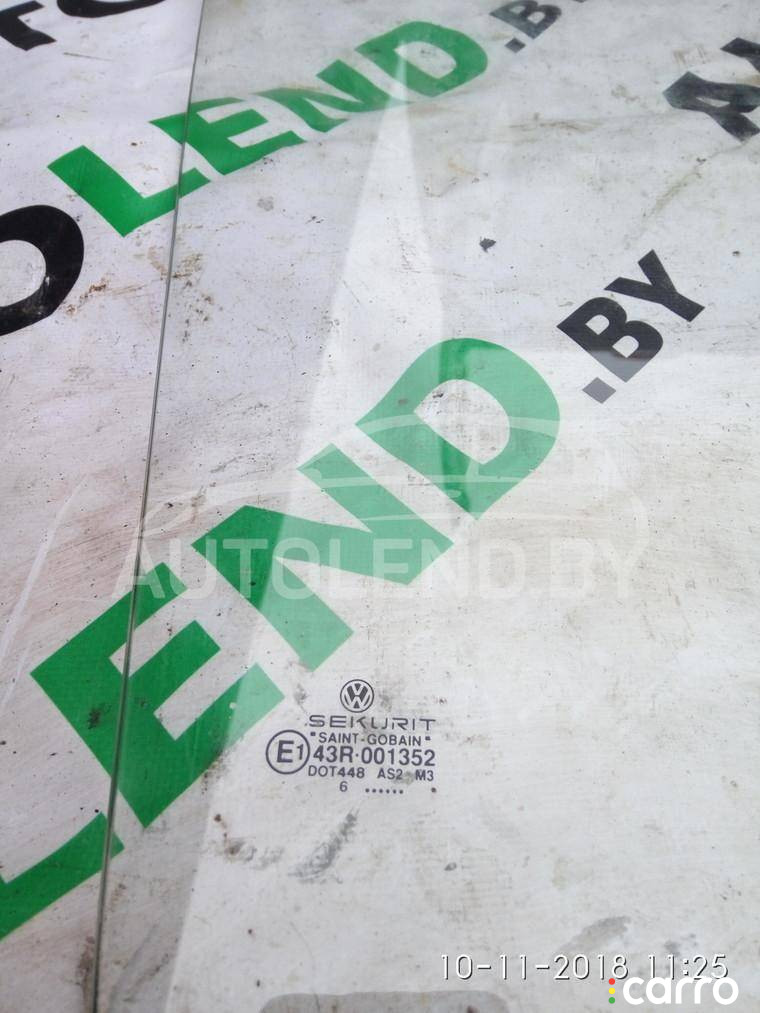 LEND.BY
LEND.BY
AUTOLEND.BY
SEKURIT
"SAINT-GOBAIN"
E1 43R-001352
DOT448 AS2 M3
6 ......
10-11-2018 11:25
carro